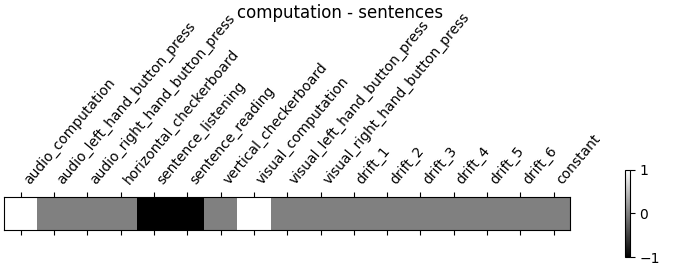 computation - sentences
audio_computation
audio_left_hand_button_press
audio_right_hand_button_press
horizontal_checkerboard
sentence_listening
sentence_reading
vertical_checkerboard
visual_computation
visual_left_hand_button_press
visual_right_hand_button_press
drift_1
drift_2
drift_3
drift_4
drift_5
drift_6
constant
1
0
−1